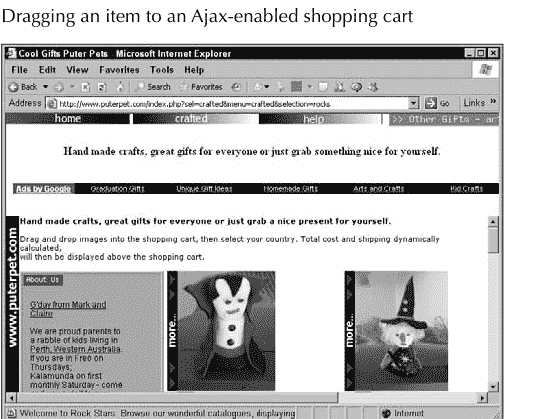 Dragging an item to an Ajax-enabled shopping cart
Cool Gifts Puter Pets   Microsoft Internet Explorer
File Edit View Favorites Tools Help
Back Search Favorites
Address http://www.puterpet.com/index.php?sel=crafted&menu=crafted&selection=rocks Go Links »
home crafted help >> Other Gifts - ar
Hand made crafts, great gifts for everyone or just grab something nice for yourself.
Ads by Google Graduation Gifts Unique Gift Ideas Homemade Gifts Arts and Crafts Kid Crafts
Hand made crafts, great gifts for everyone or just grab a nice present for yourself.
Drag and drop images into the shopping cart, then select your country. Total cost and shipping dynamically
calculated,
will then be displayed above the shopping cart.
www.puterpet.com
About Us
G'day from Mark and
Claire
We are proud parents to
a rabble of kids living in
Perth, Western Australia.
If you are in Freo on
Thursdays;
Kalamunda on first
monthly Saturday - come
more...
more...
Welcome to Rock Stars. Browse our wonderful catalogues, displaying Internet